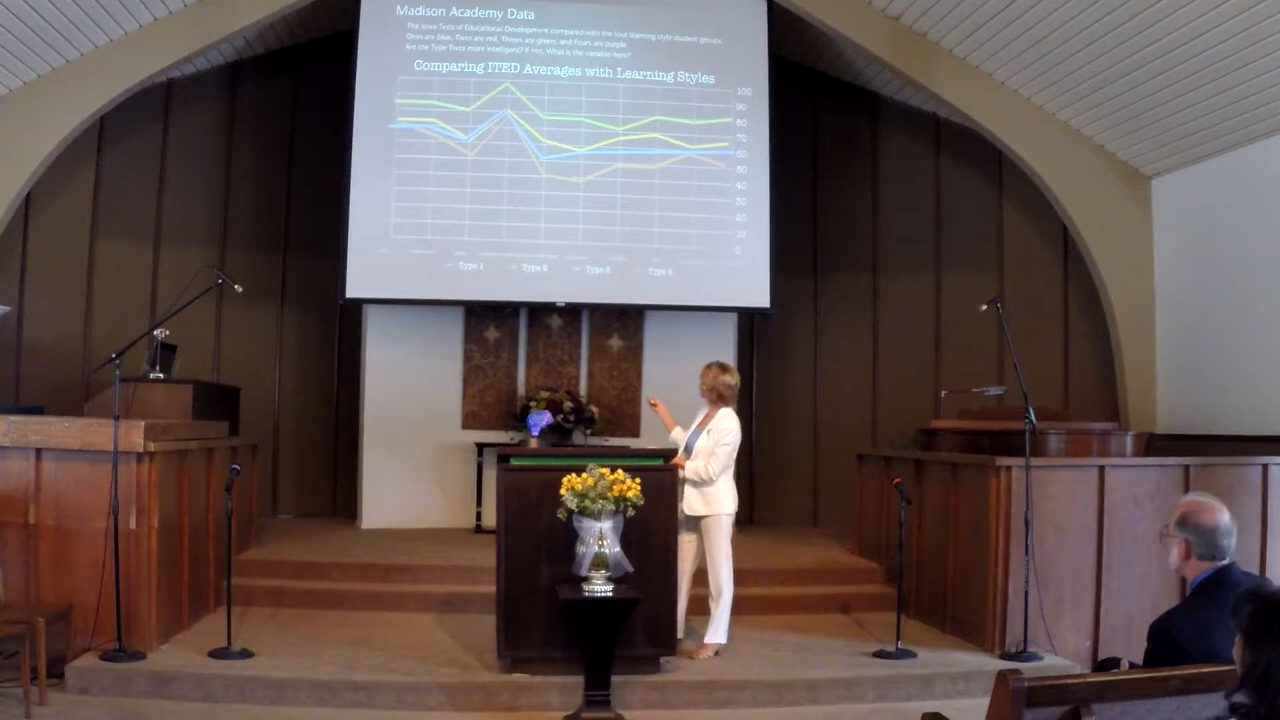 Madison Academy Data
The Iowa Tests of Educational Development compared with the four learning style student groups.
Ones are blue, Twos are red, Threes are green, and Fours are purple.
Are the Type Twos more intelligent? If not, What is the variable here?
Comparing ITED Averages with Learning Styles
100
90
80
70
60
50
40
30
20
10
0
Type 1 Type 2 Type 3 Type 4